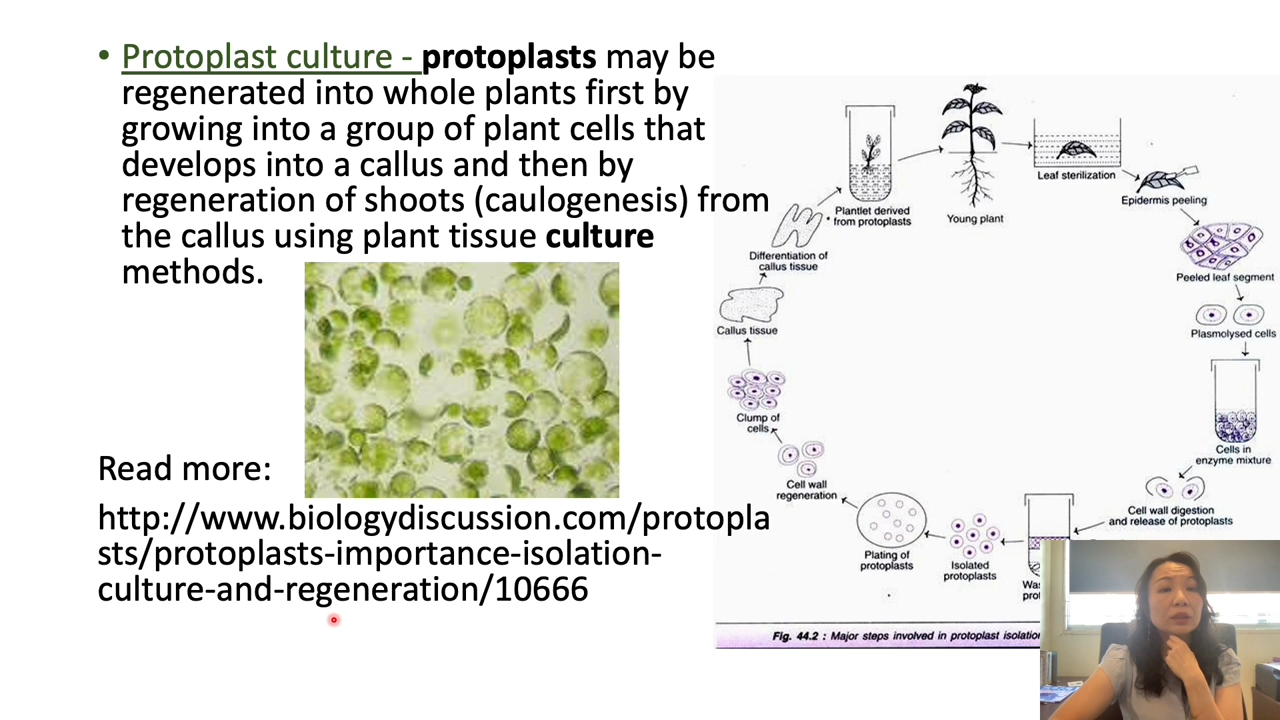 • Protoplast culture - protoplasts may be
regenerated into whole plants first by
growing into a group of plant cells that
develops into a callus and then by
regeneration of shoots (caulogenesis) from
the callus using plant tissue culture
methods.
Read more:
http://www.biologydiscussion.com/protopla
sts/protoplasts-importance-isolation-
culture-and-regeneration/10666
Plantlet derived
from protoplasts
Young plant
Leaf sterilization
Epidermis peeling
Peeled leaf segment
Plasmolysed cells
Cells in
enzyme mixture
Cell wall digestion
and release of protoplasts
Isolated
protoplasts
Plating of
protoplasts
Cell wall
regeneration
Clump of
cells
Callus tissue
Differentiation of
callus tissue
Fig. 44.2 : Major steps involved in protoplast isolatio